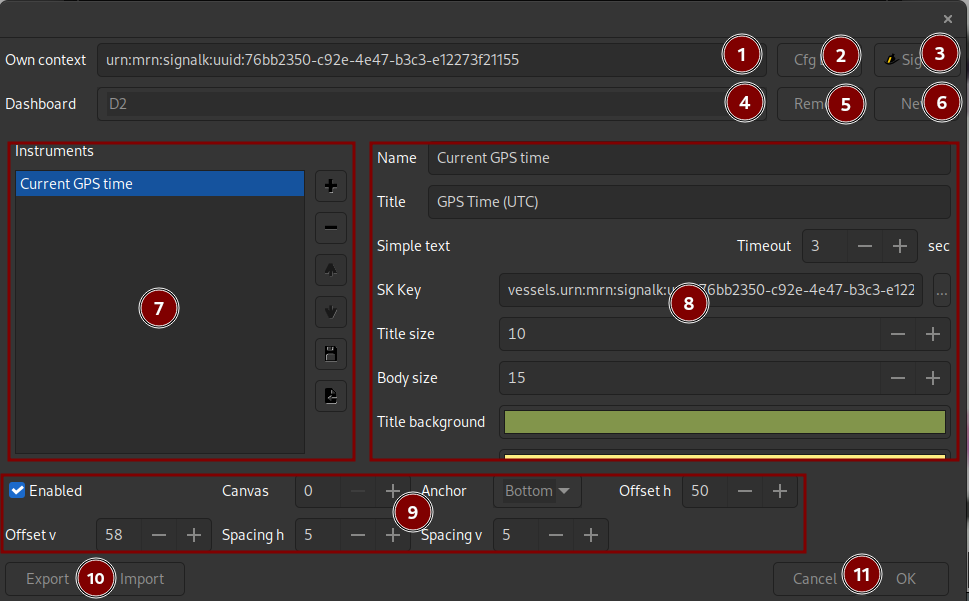 Own context urn:mrn:signalk:uuid:76bb2350-c92e-4e47-b3c3-e12273f21155 1 Cfg 2 Sig 3
Dashboard D2 4 Rem 5 Ne 6
Instruments
Current GPS time
7
Name Current GPS time
Title GPS Time (UTC)
Simple text Timeout 3 sec
SK Key vessels.urn:mrn:signalk:u 76bb2350-c92e-4e47-b3c3-e122 ...
8
Title size 10
Body size 15
Title background
Enabled Canvas 0 Anchor Bottom Offset h 50
9
Offset v 58 Spacing h 5 Spacing v 5
Export 10 Import Cancel 11 OK